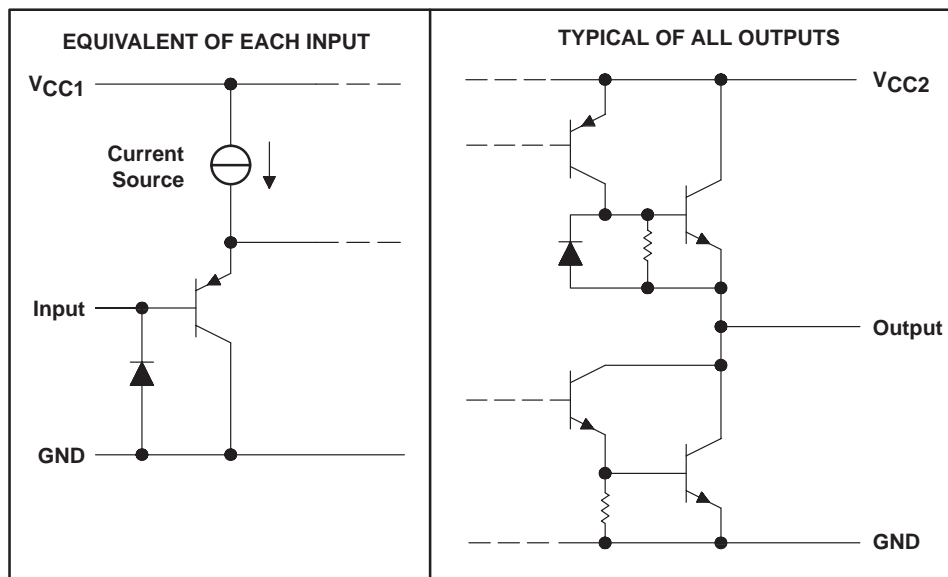 EQUIVALENT OF EACH INPUT
VCC1
Current
Source
Input
GND
TYPICAL OF ALL OUTPUTS
VCC2
Output
GND